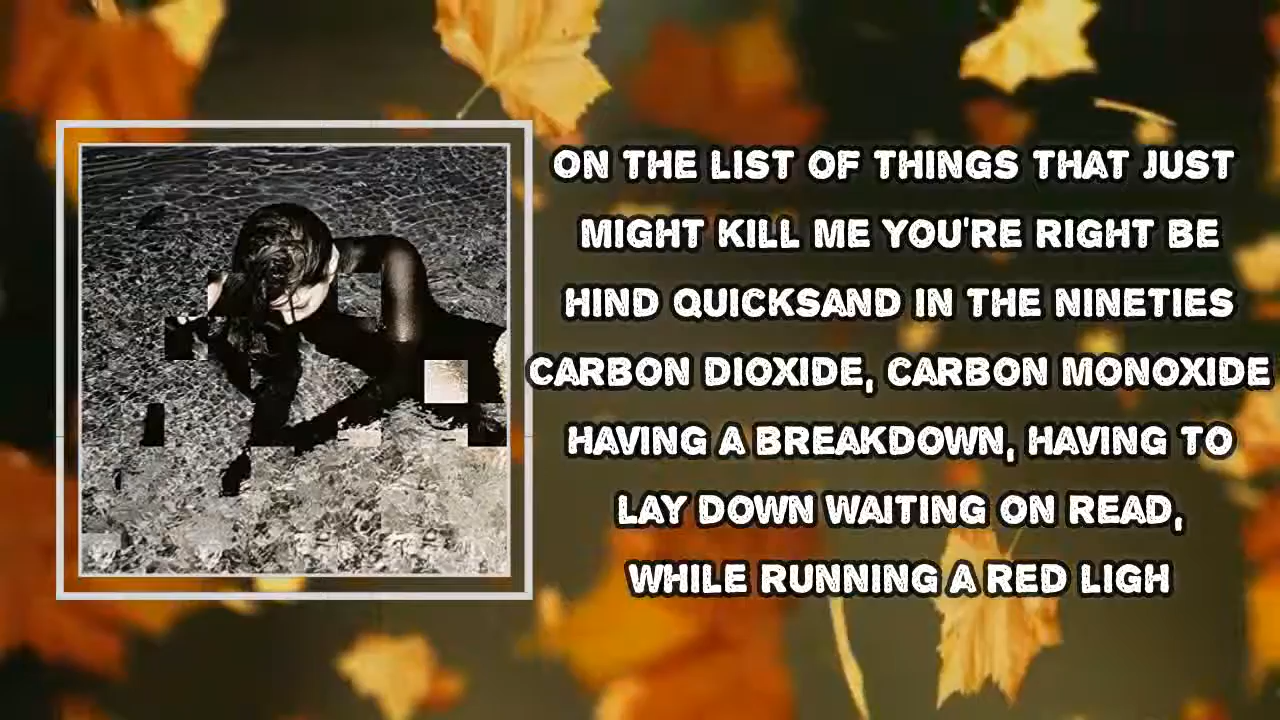 ON THE LIST OF THINGS THAT JUST
MIGHT KILL ME YOU'RE RIGHT BE
HIND QUICKSAND IN THE NINETIES
CARBON DIOXIDE, CARBON MONOXIDE
HAVING A BREAKDOWN, HAVING TO
LAY DOWN WAITING ON READ,
WHILE RUNNING A RED LIGH